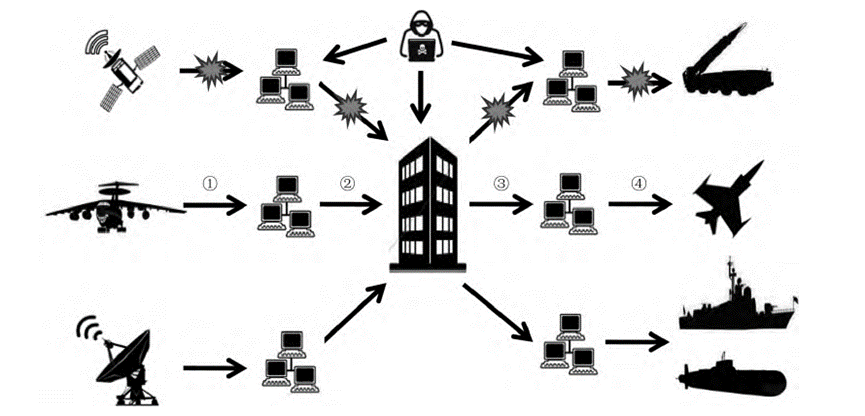 ① ② ③ ④